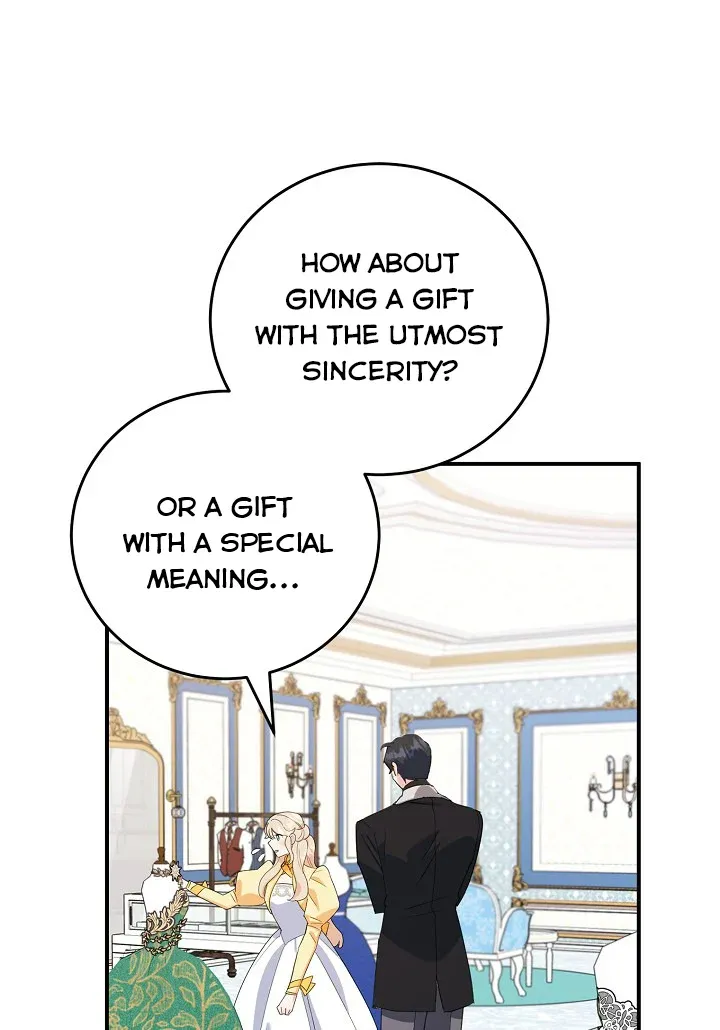 HOW ABOUT
GIVING A GIFT
WITH THE UTMOST
SINCERITY?
OR A GIFT
WITH A SPECIAL
MEANING...